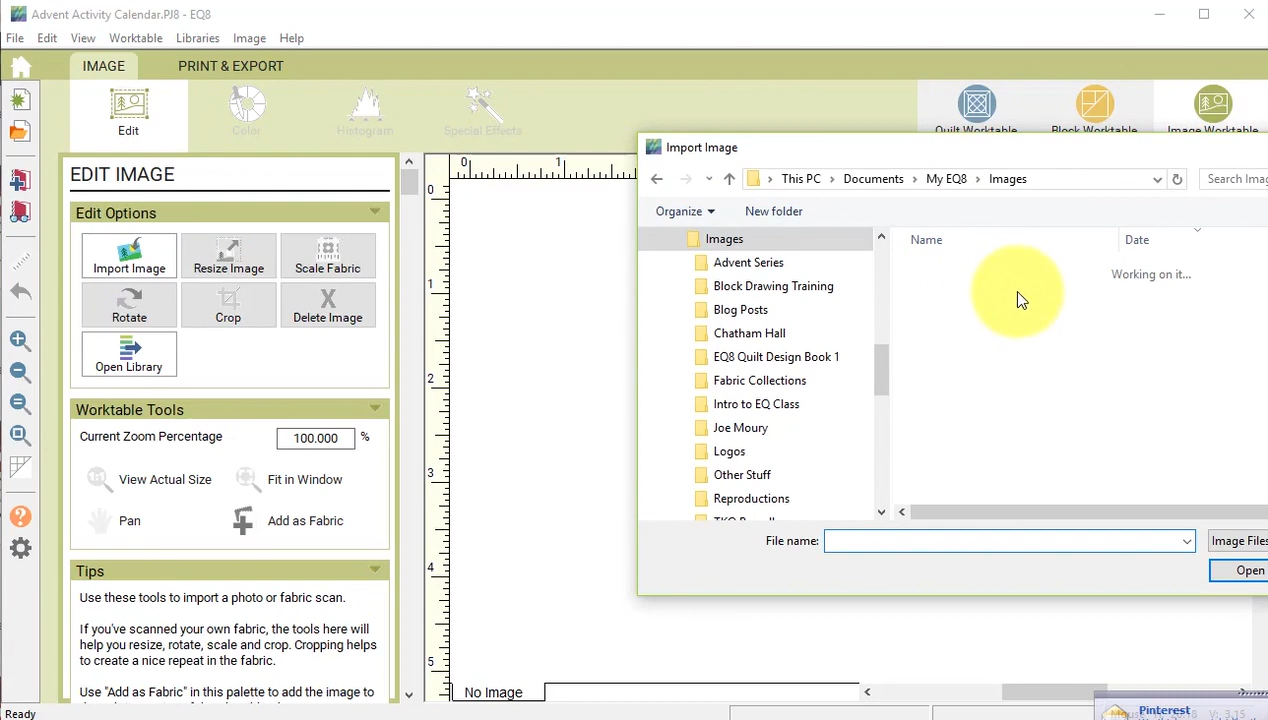 Advent Activity Calendar.PJ8 - EQ8
File Edit View Worktable Libraries Image Help
IMAGE PRINT & EXPORT
Edit Color Histogram Special Effects
Quilt Worktable Block Worktable Image Worktable
EDIT IMAGE
Edit Options
Import Image Resize Image Scale Fabric
Rotate Crop Delete Image
Open Library
Worktable Tools
Current Zoom Percentage 100.000 %
View Actual Size Fit in Window
Pan Add as Fabric
Tips
Use these tools to import a photo or fabric scan.
If you've scanned your own fabric, the tools here will
help you resize, rotate, scale and crop. Cropping helps
to create a nice repeat in the fabric.
Use "Add as Fabric" in this palette to add the image to
Ready
0 1
0
1
2
3
4
5
No Image
Import Image
This PC › Documents › My EQ8 › Images
Search Imag
Organize New folder
Images
Advent Series
Block Drawing Training
Blog Posts
Chatham Hall
EQ8 Quilt Design Book 1
Fabric Collections
Intro to EQ Class
Joe Moury
Logos
Other Stuff
Reproductions
Name Date
Working on it...
File name: Image Files
Open
Pinterest